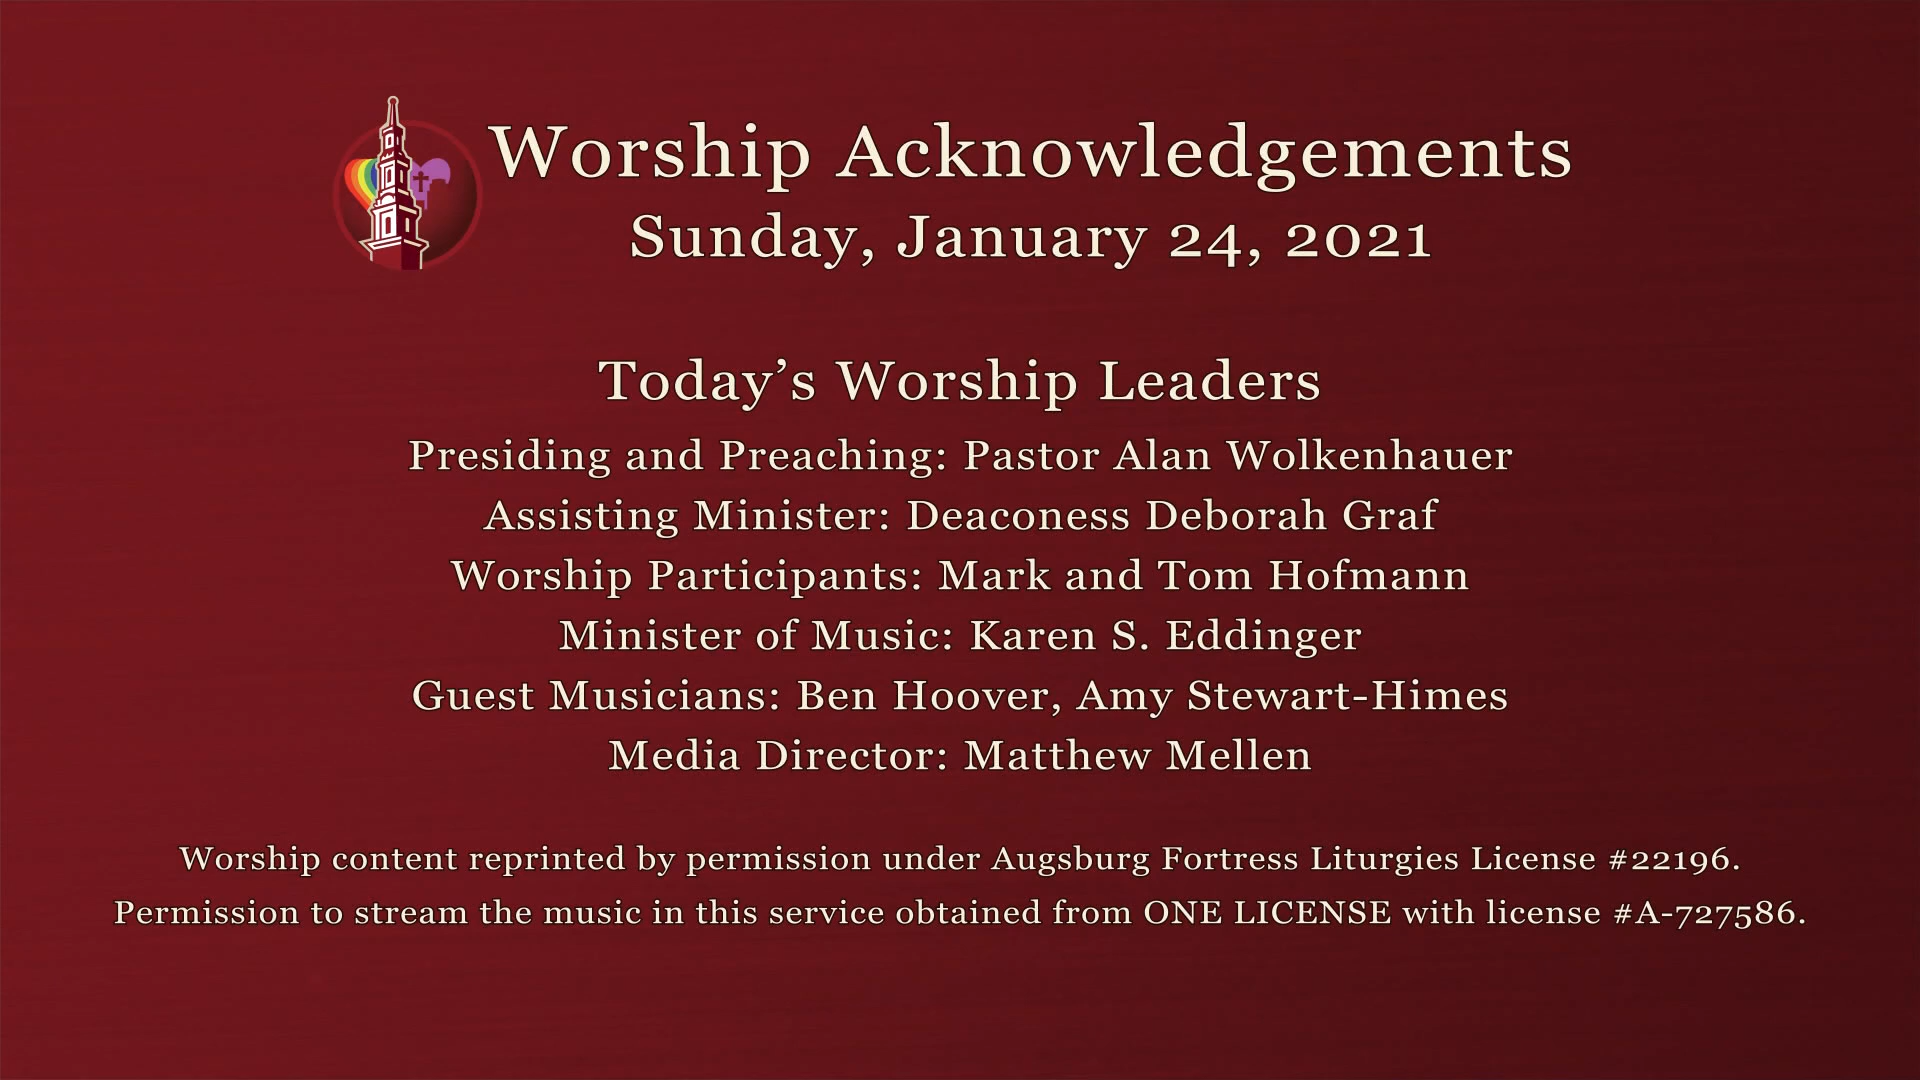 Worship Acknowledgements
Sunday, January 24, 2021
Today’s Worship Leaders
Presiding and Preaching: Pastor Alan Wolkenhauer
Assisting Minister: Deaconess Deborah Graf
Worship Participants: Mark and Tom Hofmann
Minister of Music: Karen S. Eddinger
Guest Musicians: Ben Hoover, Amy Stewart-Himes
Media Director: Matthew Mellen
Worship content reprinted by permission under Augsburg Fortress Liturgies License #22196.
Permission to stream the music in this service obtained from ONE LICENSE with license #A-727586.